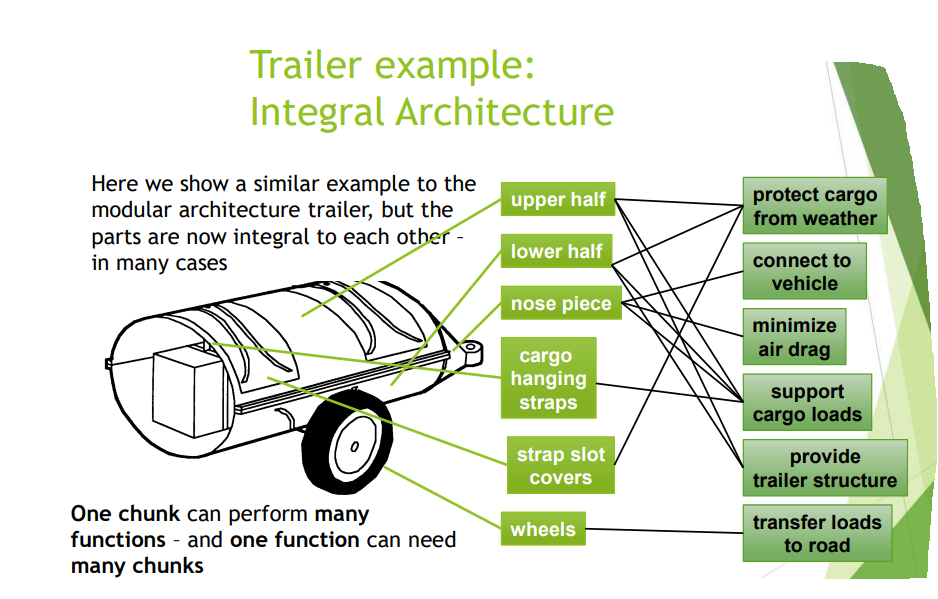 Trailer example:
Integral Architecture
Here we show a similar example to the
modular architecture trailer, but the
parts are now integral to each other –
in many cases
upper half
lower half
nose piece
cargo
hanging
straps
strap slot
covers
wheels
protect cargo
from weather
connect to
vehicle
minimize
air drag
support
cargo loads
provide
trailer structure
transfer loads
to road
One chunk can perform many
functions – and one function can need
many chunks